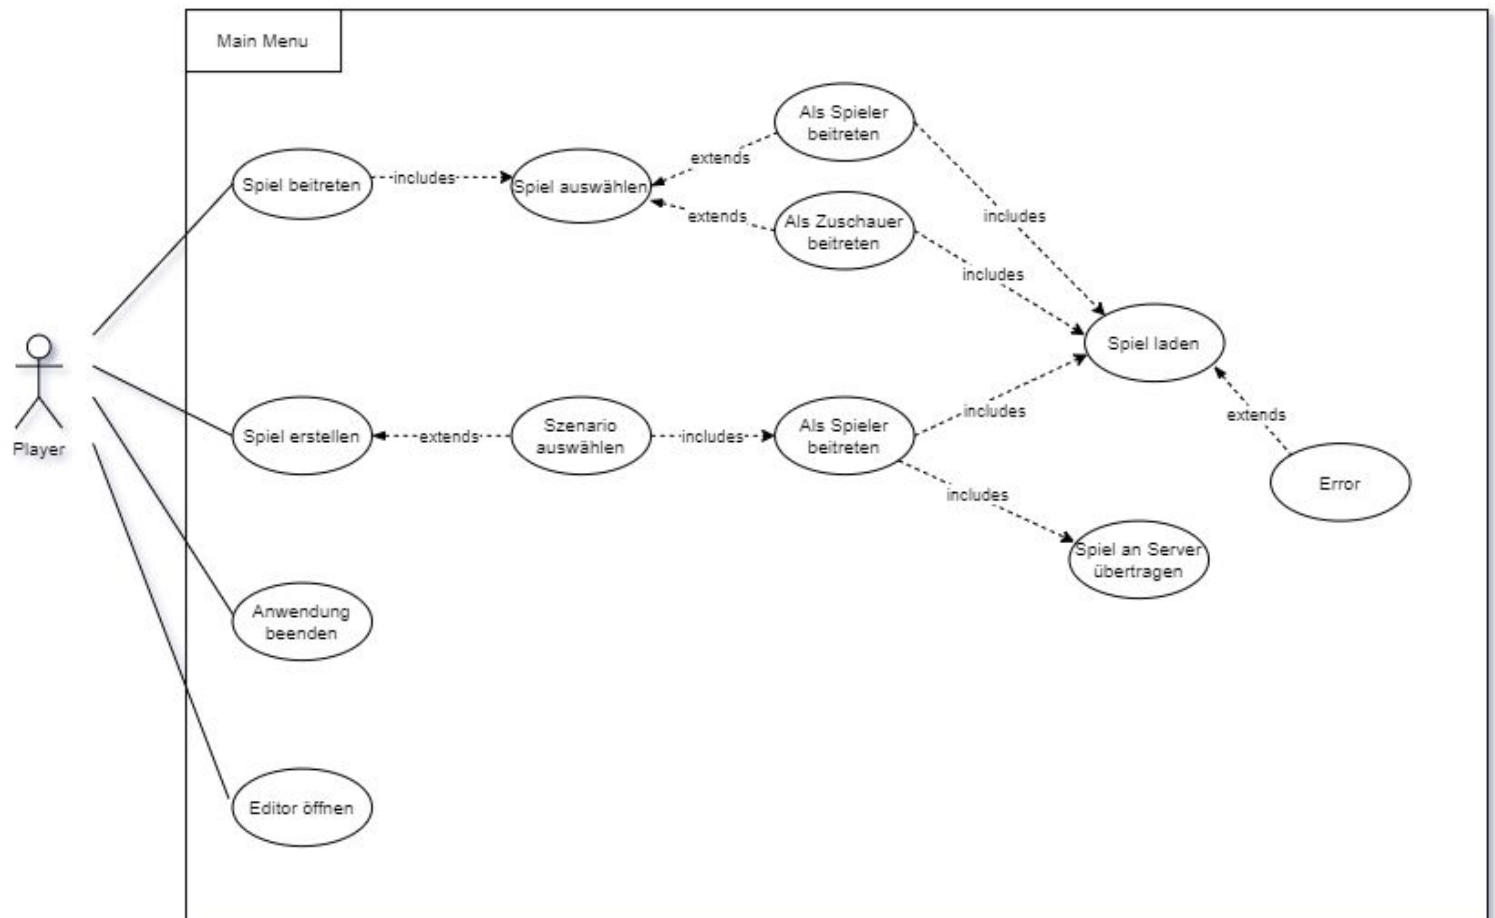 Main Menu
Als Spieler
beitreten
extends
Spiel beitreten
includes
Spiel auswählen
includes
extends
Als Zuschauer
beitreten
includes
Spiel laden
Player
Spiel erstellen
extends
Szenario
auswählen
includes
Als Spieler
beitreten
includes
extends
Error
includes
Spiel an Server
übertragen
Anwendung
beenden
Editor öffnen